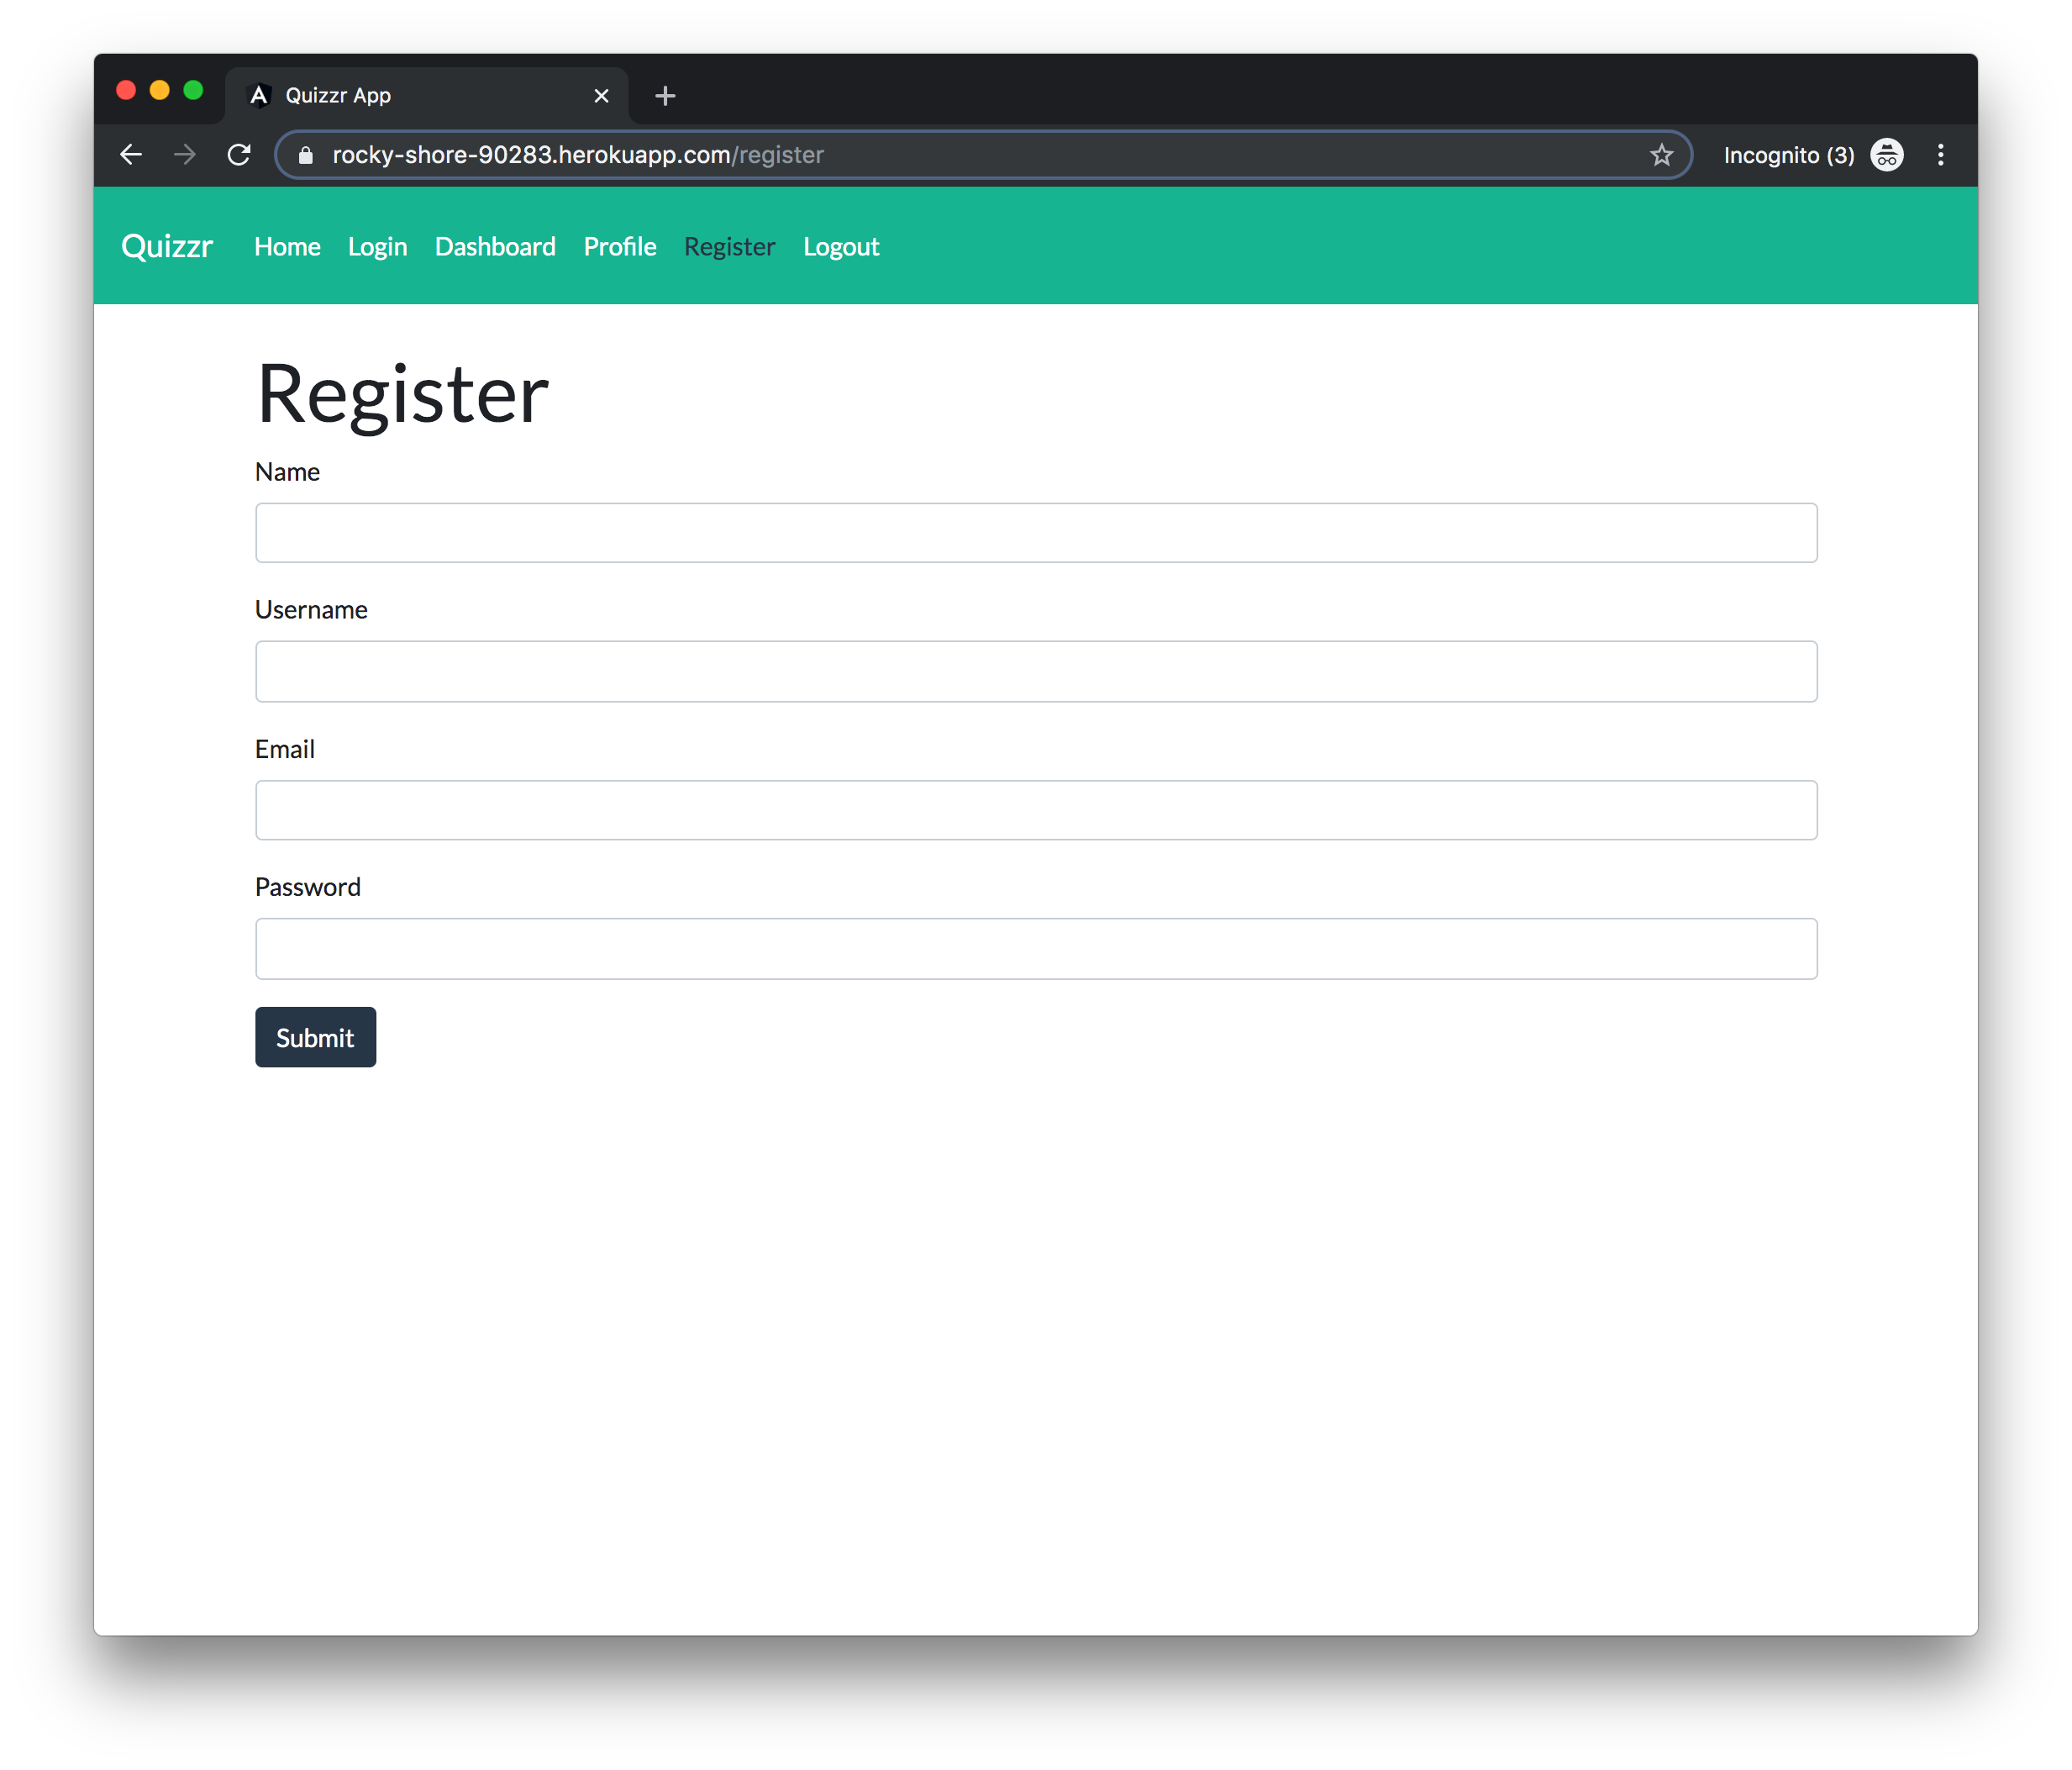 Quizzr App
rocky-shore-90283.herokuapp.com/register
Incognito (3)
Quizzr Home Login Dashboard Profile Register Logout
Register
Name
Username
Email
Password
Submit